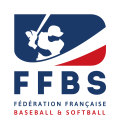 FFBS
FÉDÉRATION FRANÇAISE
BASEBALL & SOFTBALL